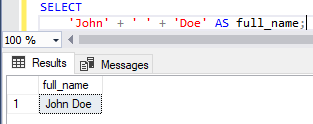 SELECT
'John' + ' ' + 'Doe' AS full_name;
100 %
Results Messages
full_name
1 John Doe